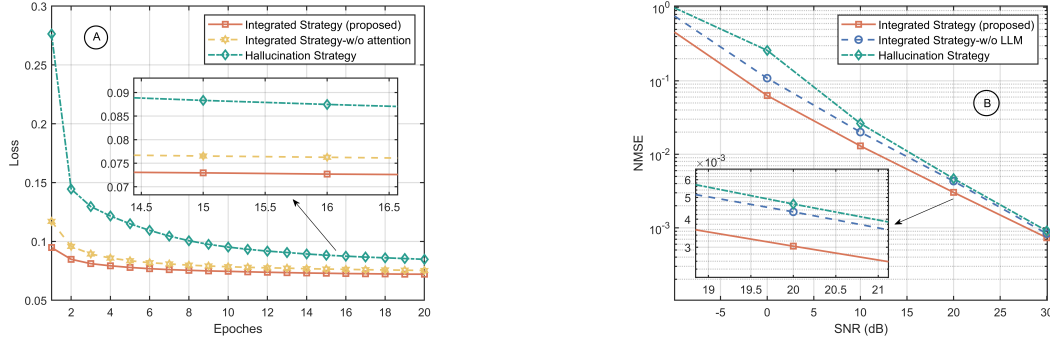 0.3
0.25
0.2
0.15
0.1
0.05
Loss
A
Integrated Strategy (proposed)
Integrated Strategy-w/o attention
Hallucination Strategy
0.09
0.085
0.08
0.075
0.07
14.5 15 15.5 16 16.5
2 4 6 8 10 12 14 16 18 20
Epoches
10^0
10^-1
10^-2
10^-3
NMSE
Integrated Strategy (proposed)
Integrated Strategy-w/o LLM
Hallucination Strategy
B
×10^-3
6
5
4
3
19 19.5 20 20.5 21
-5 0 5 10 15 20 25 30
SNR (dB)